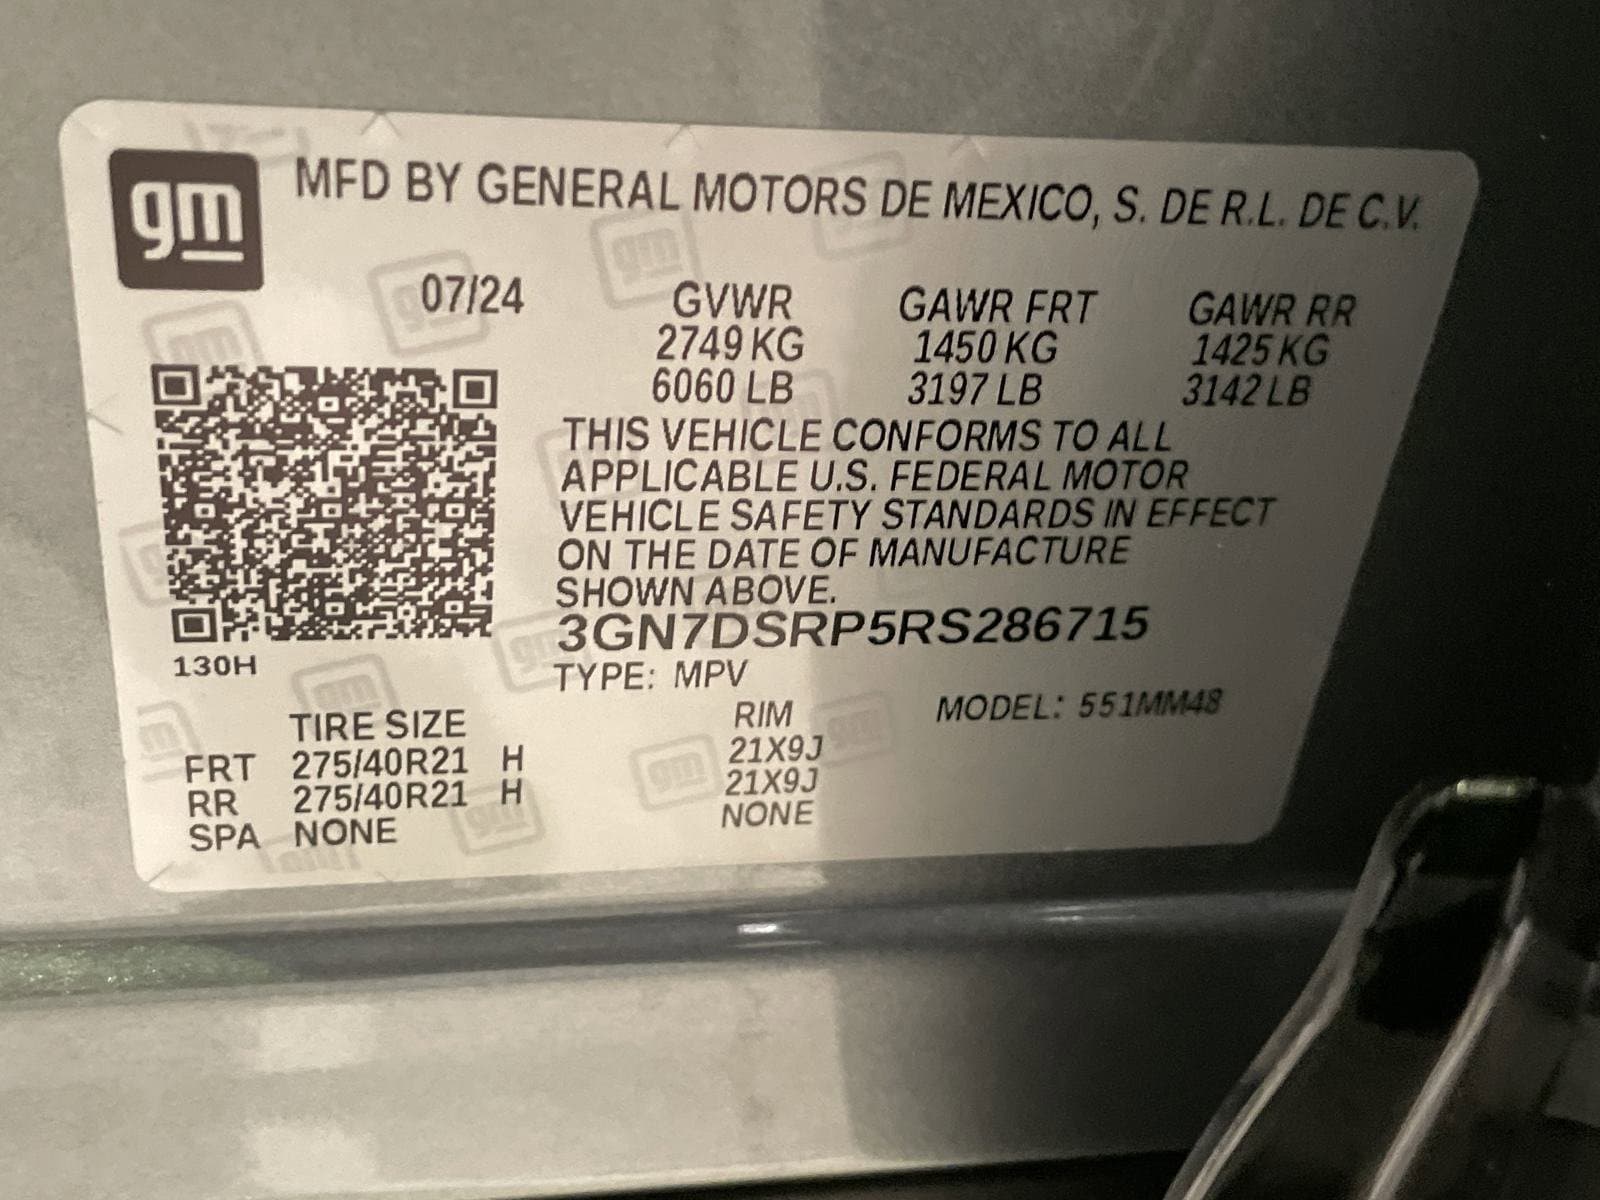 gm
MFD BY GENERAL MOTORS DE MEXICO, S. DE R.L. DE C.V.
07/24 GVWR GAWR FRT GAWR RR
2749 KG 1450 KG 1425 KG
6060 LB 3197 LB 3142 LB
THIS VEHICLE CONFORMS TO ALL
APPLICABLE U.S. FEDERAL MOTOR
VEHICLE SAFETY STANDARDS IN EFFECT
ON THE DATE OF MANUFACTURE
SHOWN ABOVE.
3GN7DSRP5RS286715
130H
TYPE: MPV
MODEL: 551MM48
TIRE SIZE RIM
FRT 275/40R21 H 21X9J
RR 275/40R21 H 21X9J
SPA NONE NONE